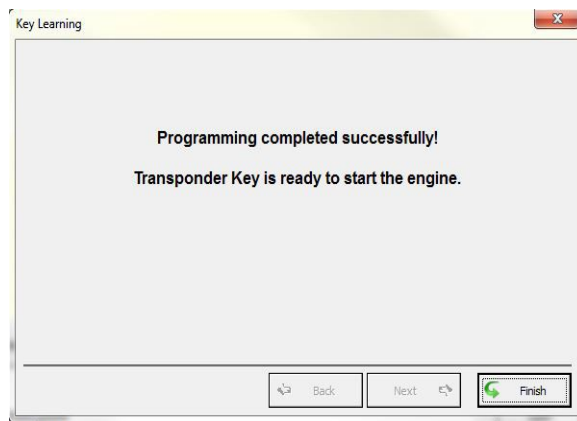 Key Learning
Programming completed successfully!
Transponder Key is ready to start the engine.
Back
Next
Finish